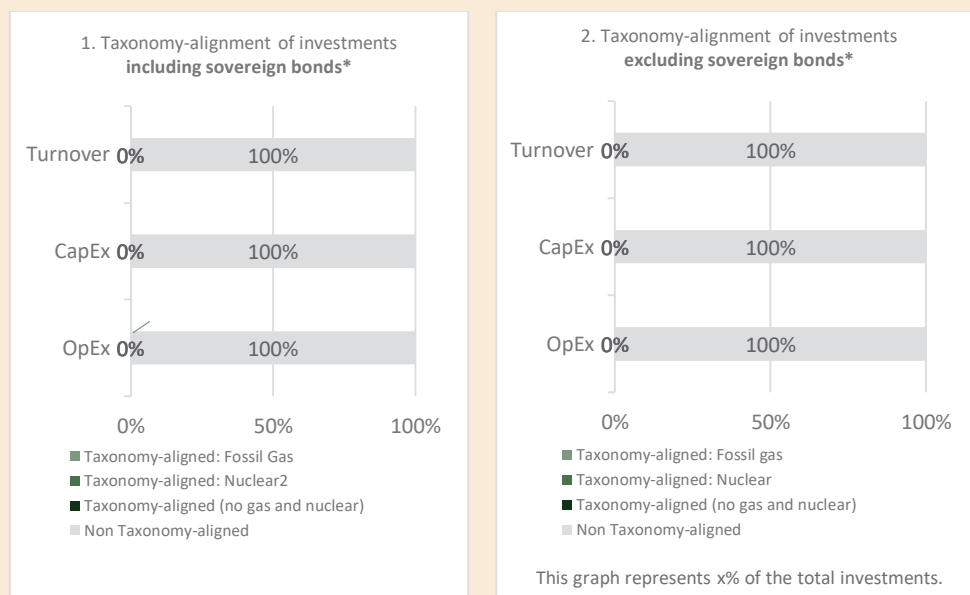 1. Taxonomy-alignment of investments
including sovereign bonds*
Turnover 0% 100%
CapEx 0% 100%
OpEx 0% 100%
0% 50% 100%
Taxonomy-aligned: Fossil Gas
Taxonomy-aligned: Nuclear2
Taxonomy-aligned (no gas and nuclear)
Non Taxonomy-aligned
2. Taxonomy-alignment of investments
excluding sovereign bonds*
Turnover 0% 100%
CapEx 0% 100%
OpEx 0% 100%
0% 50% 100%
Taxonomy-aligned: Fossil gas
Taxonomy-aligned: Nuclear
Taxonomy-aligned (no gas and nuclear)
Non Taxonomy-aligned
This graph represents x% of the total investments.